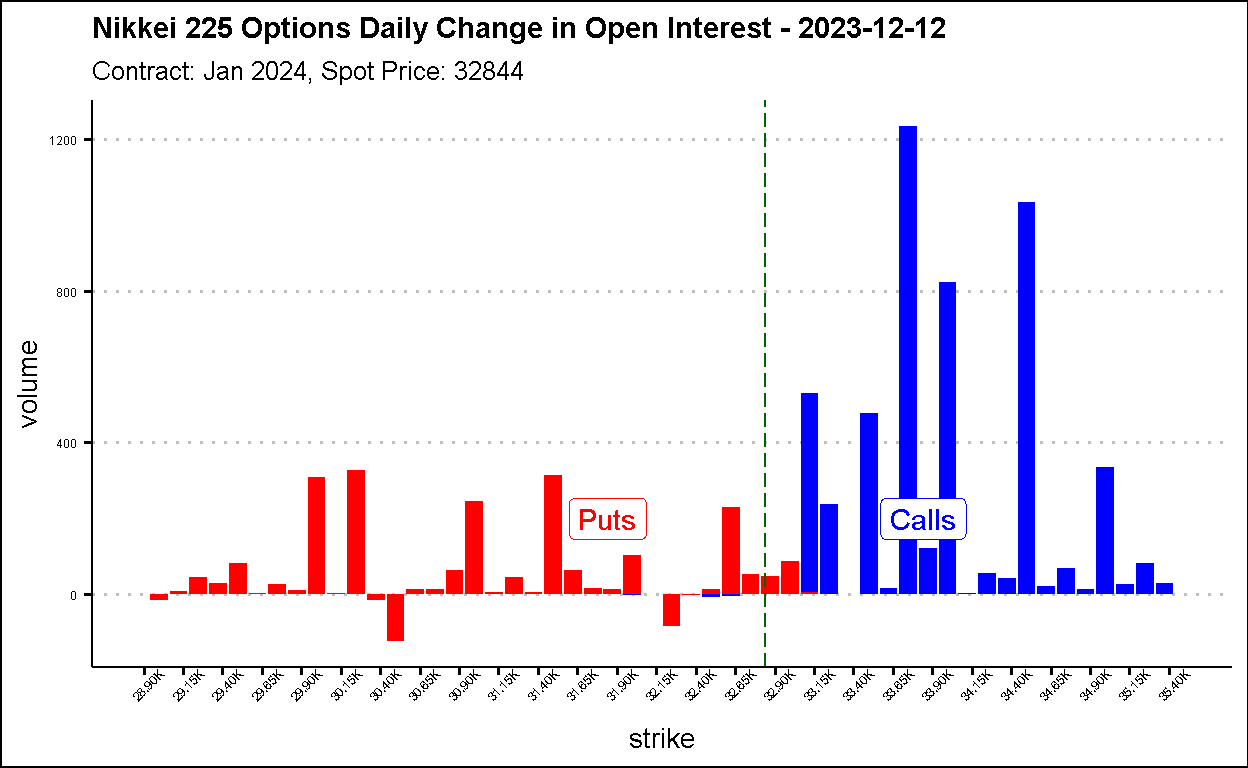 Nikkei 225 Options Daily Change in Open Interest - 2023-12-12
Contract: Jan 2024, Spot Price: 32844
volume
1200
800
400
0
Puts
Calls
28.90K 29.15K 29.40K 29.65K 29.90K 30.15K 30.40K 30.65K 30.90K 31.15K 31.40K 31.65K 31.90K 32.15K 32.40K 32.65K 32.90K 33.15K 33.40K 33.65K 33.90K 34.15K 34.40K 34.65K 34.90K 35.15K 35.40K
strike